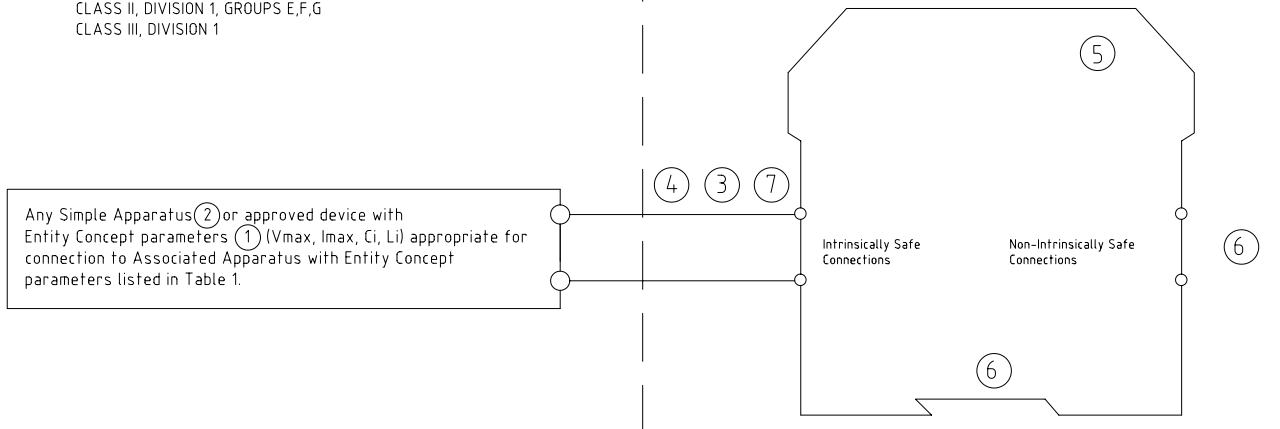 CLASS II, DIVISION 1, GROUPS E,F,G
CLASS III, DIVISION 1
5
4 3 7
Any Simple Apparatus 2 or approved device with
Entity Concept parameters 1 (Vmax, Imax, Ci, Li) appropriate for
connection to Associated Apparatus with Entity Concept
parameters listed in Table 1.
Intrinsically Safe
Connections
Non-Intrinsically Safe
Connections
6
6